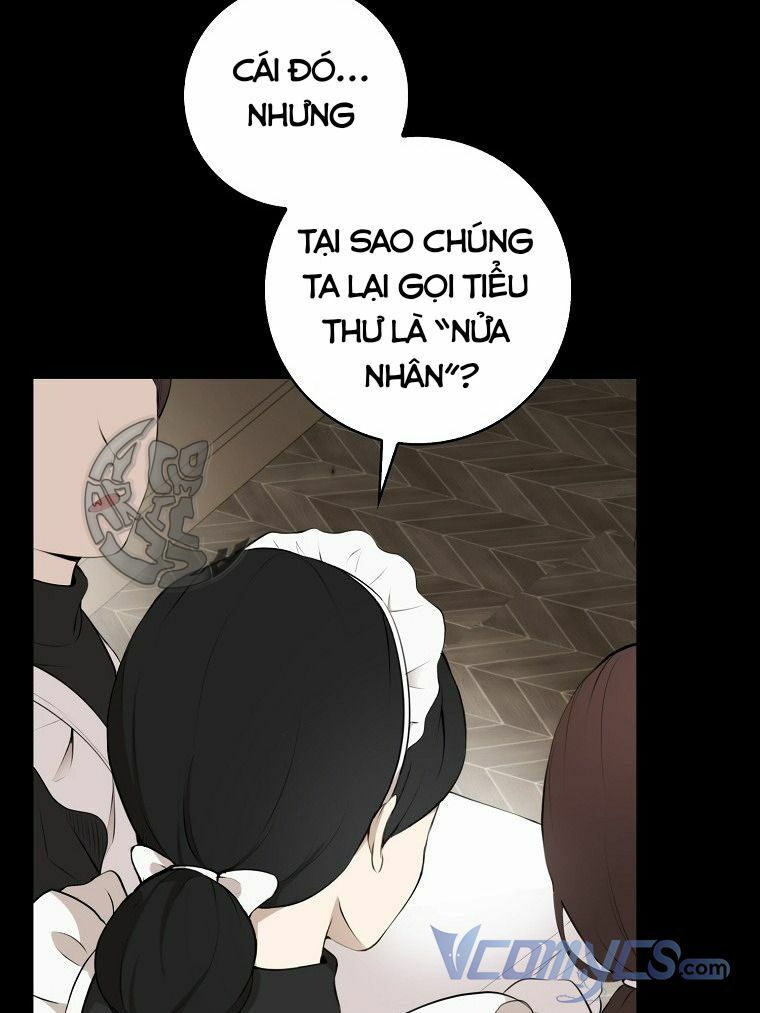 CÁI ĐÓ...
NHƯNG
TẠI SAO CHÚNG
TA LẠI GỌI TIỂU
THƯ LÀ "NỬA
NHÂN"?
VCOMYCS.com